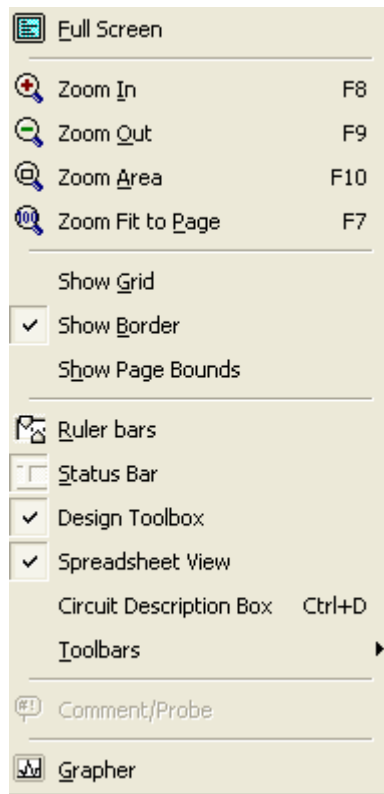 Full Screen
Zoom In F8
Zoom Out F9
Zoom Area F10
Zoom Fit to Page F7
Show Grid
Show Border
Show Page Bounds
Ruler bars
Status Bar
Design Toolbox
Spreadsheet View
Circuit Description Box Ctrl+D
Toolbars
Comment/Probe
Grapher